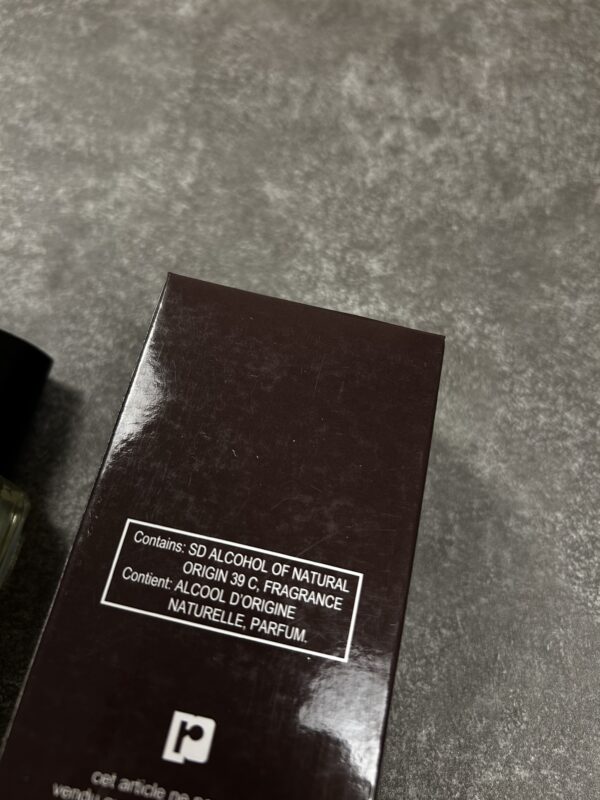 Contains: SD ALCOHOL OF NATURAL
ORIGIN 39 C, FRAGRANCE
Contient: ALCOOL D'ORIGINE
NATURELLE, PARFUM.
cet article ne
vendu